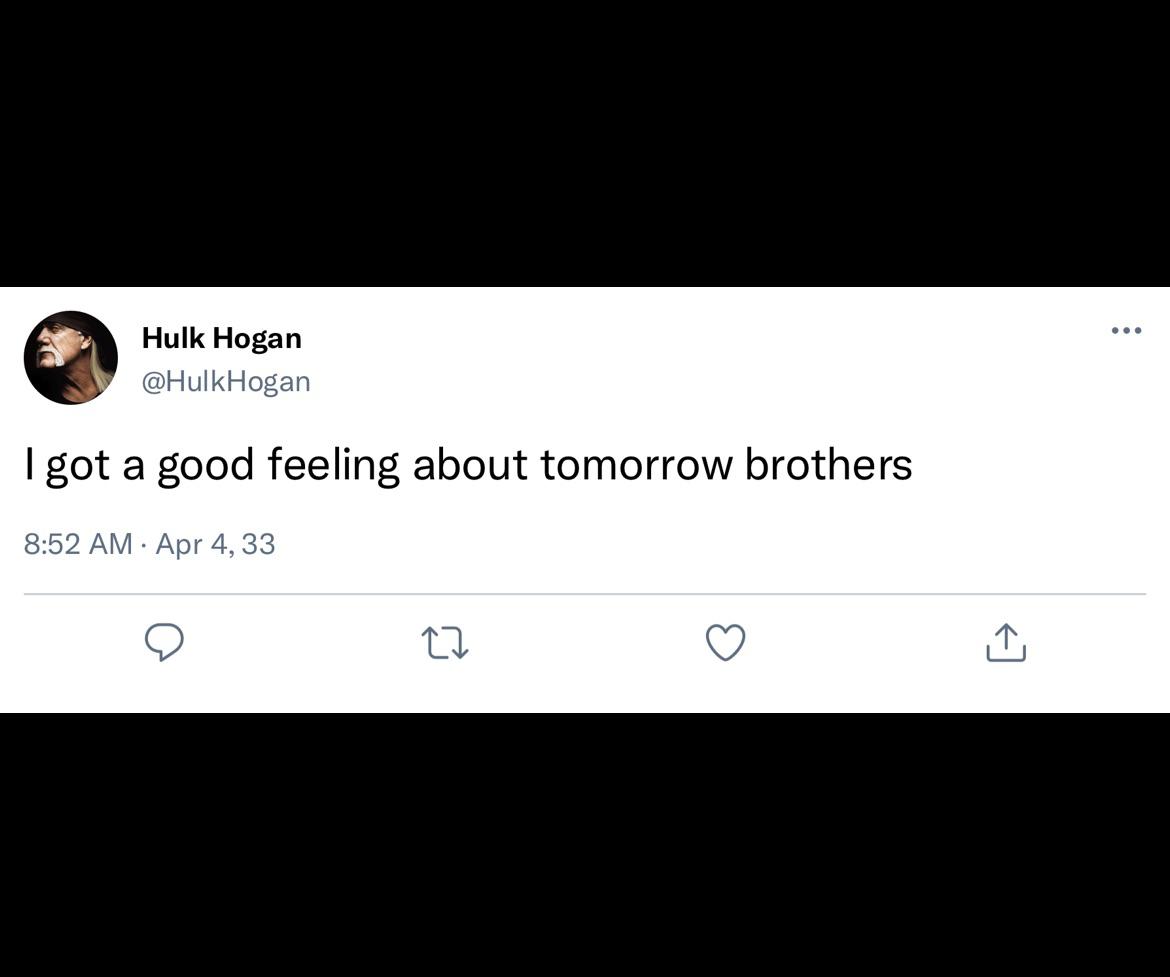 Hulk Hogan
@HulkHogan
I got a good feeling about tomorrow brothers
8:52 AM · Apr 4, 33